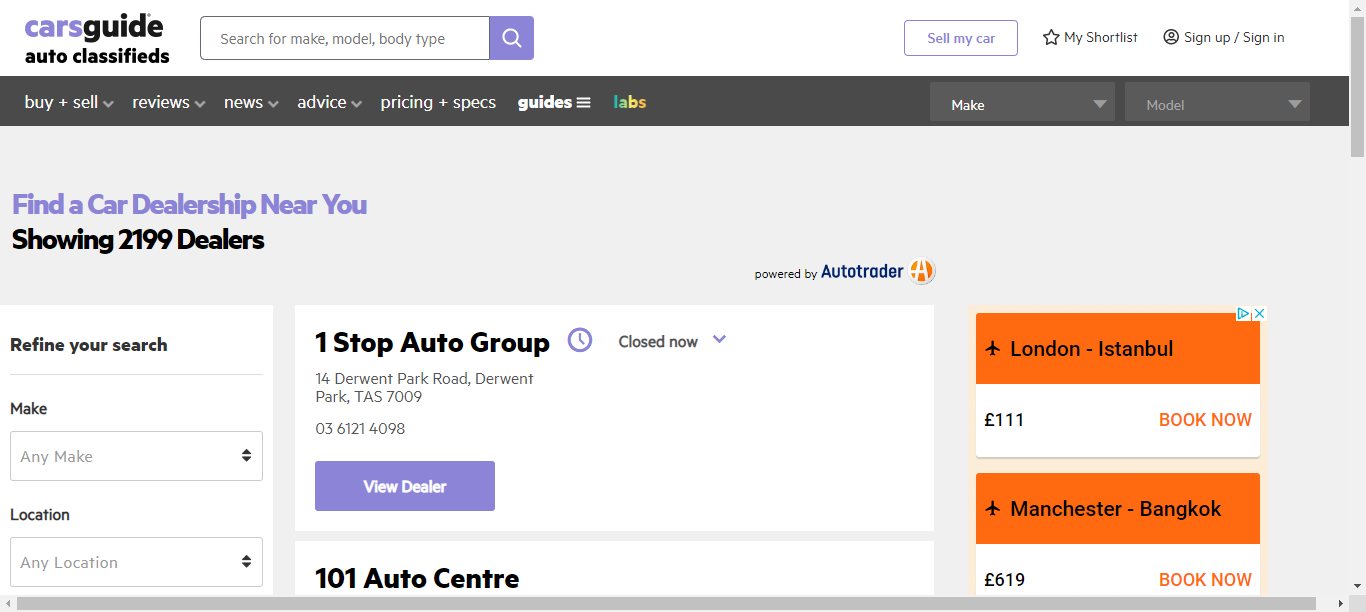 carsguide
auto classifieds
Search for make, model, body type
Sell my car
My Shortlist
Sign up / Sign in
buy + sell
reviews
news
advice
pricing + specs
guides
labs
Make
Model
Find a Car Dealership Near You
Showing 2199 Dealers
powered by Autotrader
Refine your search
Make
Any Make
Location
Any Location
1 Stop Auto Group
Closed now
14 Derwent Park Road, Derwent
Park, TAS 7009
03 6121 4098
View Dealer
101 Auto Centre
London - Istanbul
£111
BOOK NOW
Manchester - Bangkok
£619
BOOK NOW